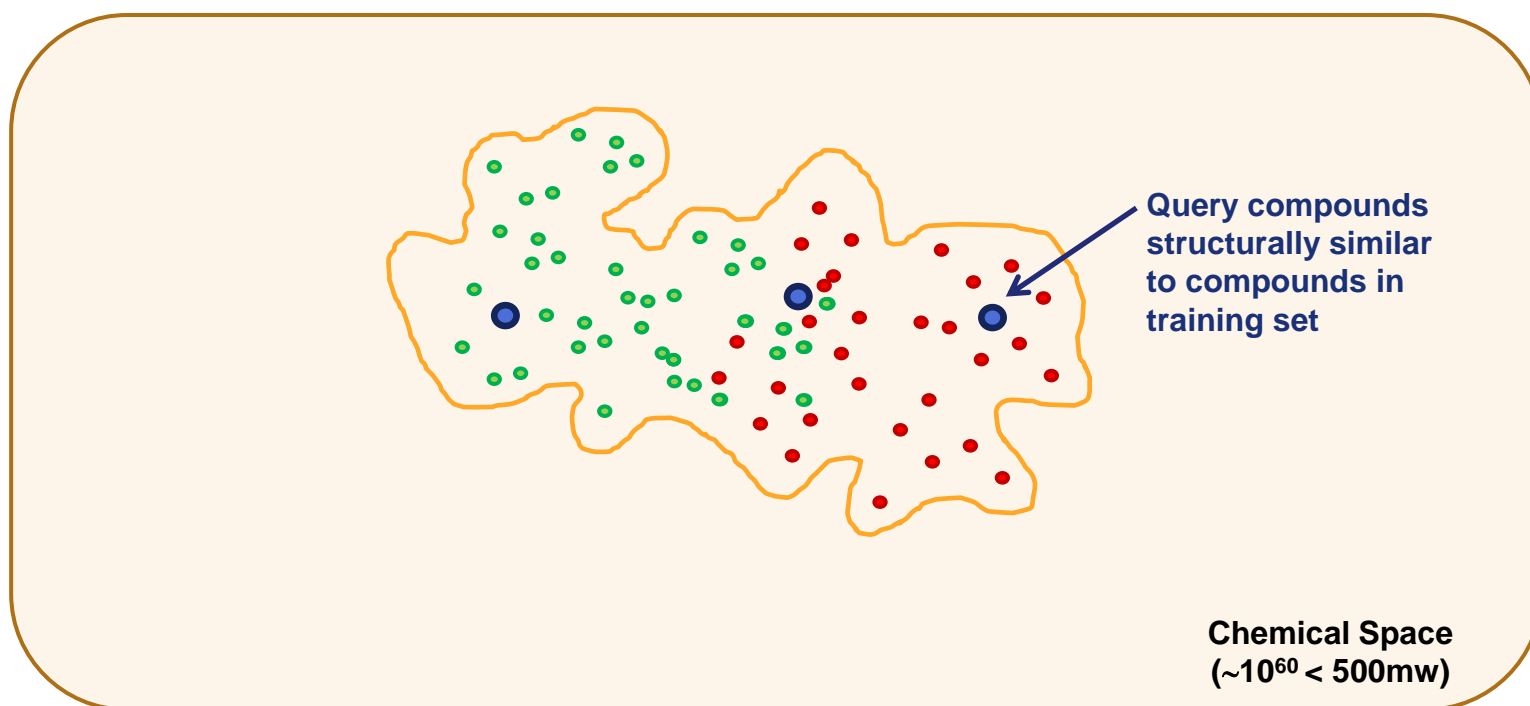 Query compounds
structurally similar
to compounds in
training set
Chemical Space
(~10⁶⁰ < 500mw)